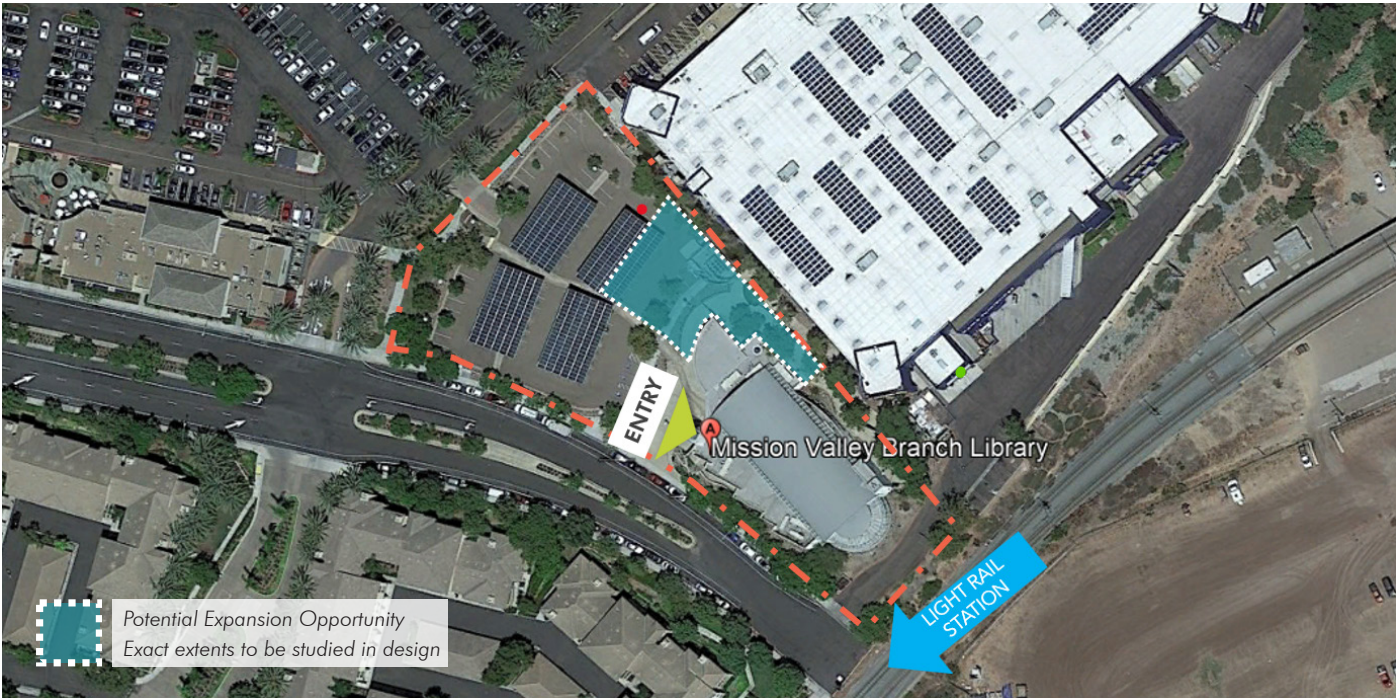 ENTRY
A
Mission Valley Branch Library
LIGHT RAIL
STATION
Potential Expansion Opportunity
Exact extents to be studied in design